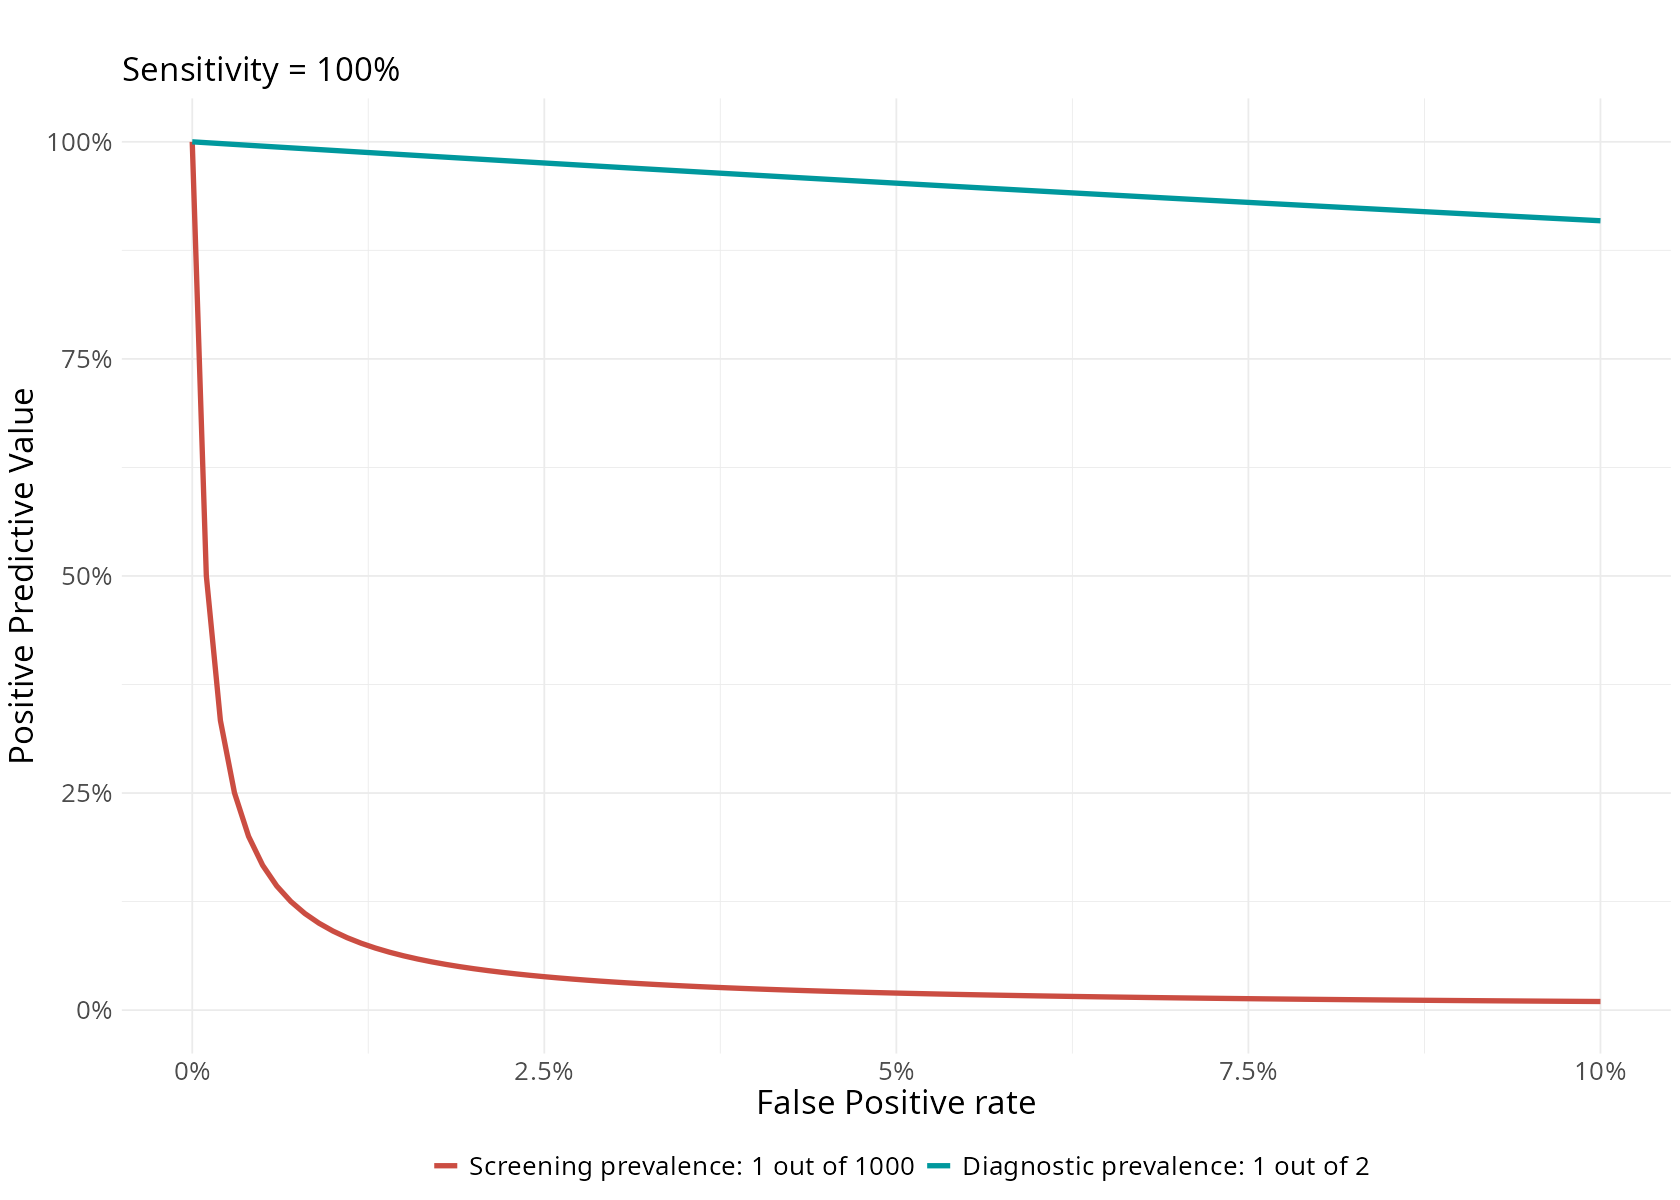 Sensitivity = 100%
100%
75%
50%
25%
0%
Positive Predictive Value
0%
2.5%
5%
7.5%
10%
False Positive rate
Screening prevalence: 1 out of 1000
Diagnostic prevalence: 1 out of 2